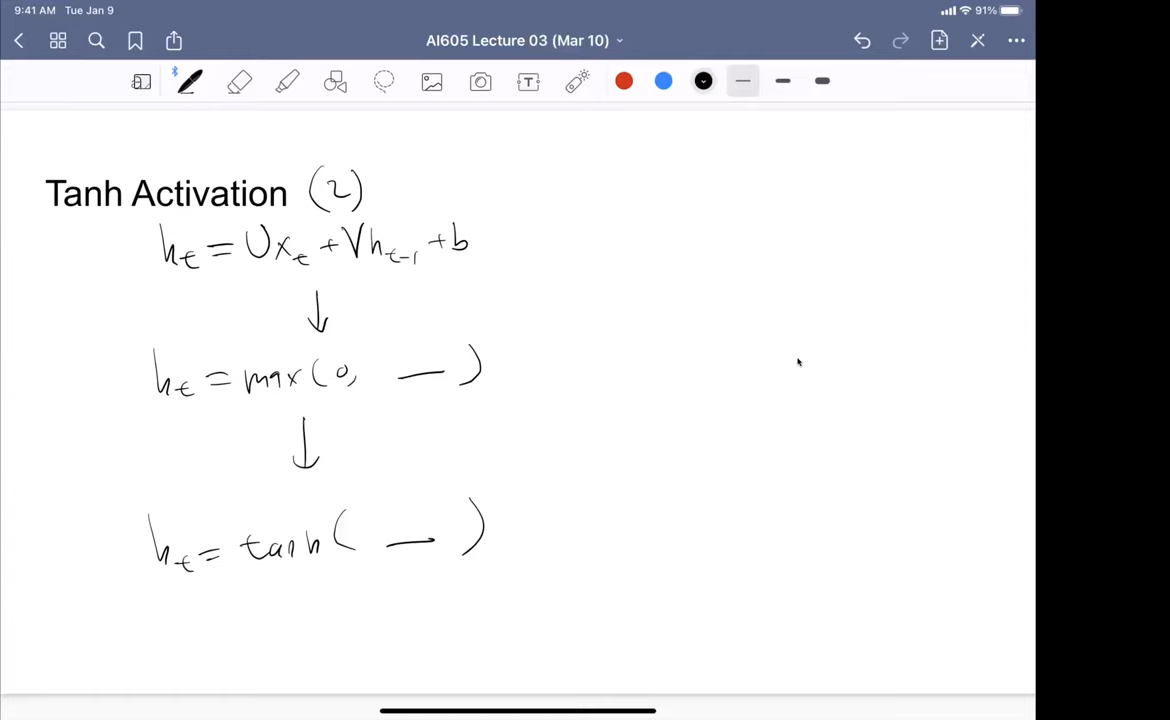 9:41 AM Tue Jan 9 91%
AI605 Lecture 03 (Mar 10)
T
Tanh Activation (2)
h_t = Ux_t + Vh_{t-1} + b
↓
h_t = max(0, —)
↓
h_t = tanh( — )